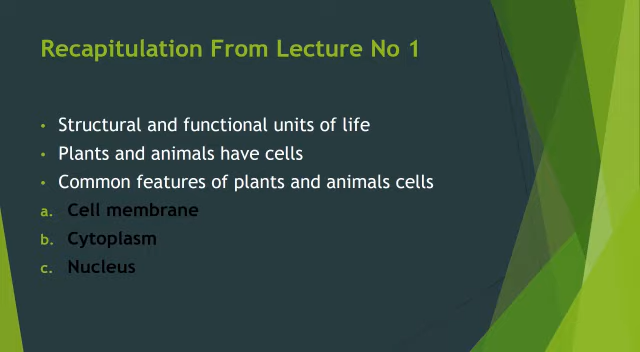 Recapitulation From Lecture No 1
• Structural and functional units of life
• Plants and animals have cells
• Common features of plants and animals cells
a. Cell membrane
b. Cytoplasm
c. Nucleus